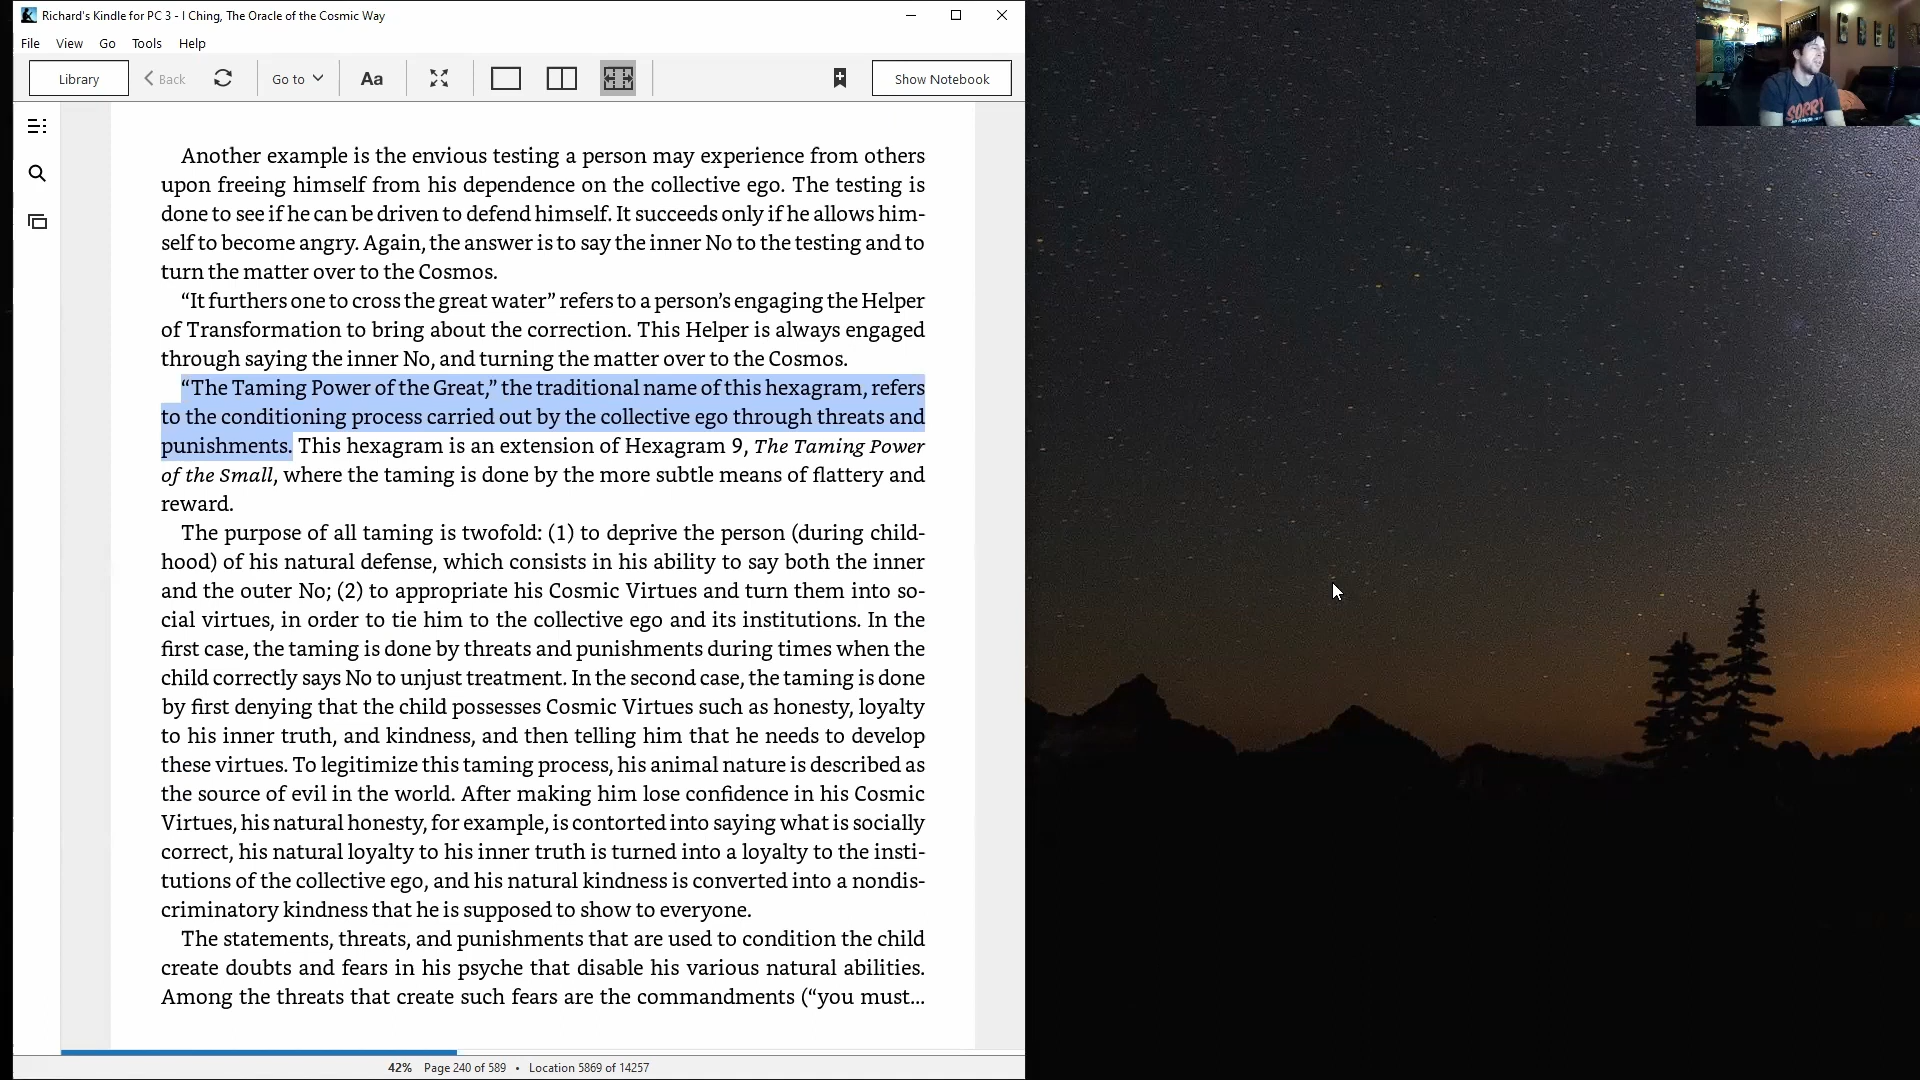 Richard's Kindle for PC 3 - I Ching, The Oracle of the Cosmic Way
File View Go Tools Help
Library Back Go to Aa Show Notebook
Another example is the envious testing a person may experience from others
upon freeing himself from his dependence on the collective ego. The testing is
done to see if he can be driven to defend himself. It succeeds only if he allows him-
self to become angry. Again, the answer is to say the inner No to the testing and to
turn the matter over to the Cosmos.
“It furthers one to cross the great water” refers to a person’s engaging the Helper
of Transformation to bring about the correction. This Helper is always engaged
through saying the inner No, and turning the matter over to the Cosmos.
“The Taming Power of the Great,” the traditional name of this hexagram, refers
to the conditioning process carried out by the collective ego through threats and
punishments. This hexagram is an extension of Hexagram 9, The Taming Power
of the Small, where the taming is done by the more subtle means of flattery and
reward.
The purpose of all taming is twofold: (1) to deprive the person (during child-
hood) of his natural defense, which consists in his ability to say both the inner
and the outer No; (2) to appropriate his Cosmic Virtues and turn them into so-
cial virtues, in order to tie him to the collective ego and its institutions. In the
first case, the taming is done by threats and punishments during times when the
child correctly says No to unjust treatment. In the second case, the taming is done
by first denying that the child possesses Cosmic Virtues such as honesty, loyalty
to his inner truth, and kindness, and then telling him that he needs to develop
these virtues. To legitimize this taming process, his animal nature is described as
the source of evil in the world. After making him lose confidence in his Cosmic
Virtues, his natural honesty, for example, is contorted into saying what is socially
correct, his natural loyalty to his inner truth is turned into a loyalty to the insti-
tutions of the collective ego, and his natural kindness is converted into a nondis-
criminatory kindness that he is supposed to show to everyone.
The statements, threats, and punishments that are used to condition the child
create doubts and fears in his psyche that disable his various natural abilities.
Among the threats that create such fears are the commandments (“you must...
42% Page 240 of 589 • Location 5869 of 14257
SORRY